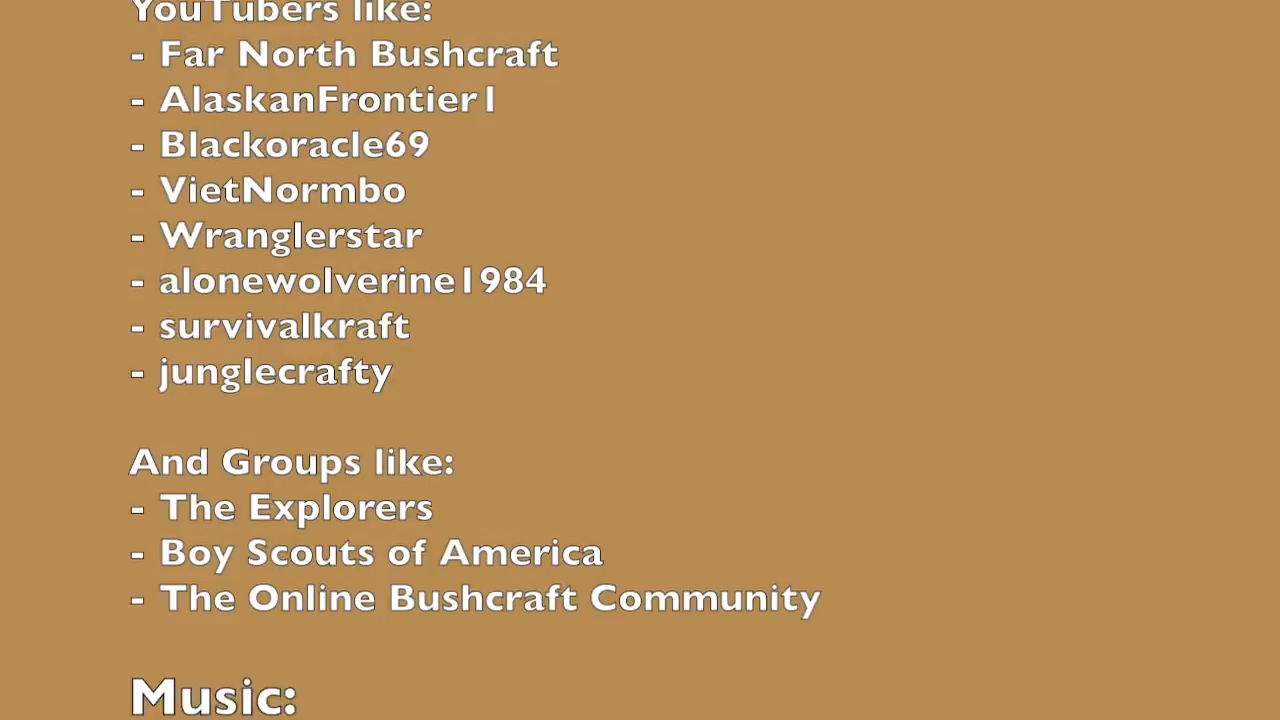 YouTubers like:
- Far North Bushcraft
- AlaskanFrontier1
- Blackoracle69
- VietNormbo
- Wranglerstar
- alonewolverine1984
- survivalkraft
- junglecrafty
And Groups like:
- The Explorers
- Boy Scouts of America
- The Online Bushcraft Community
Music: